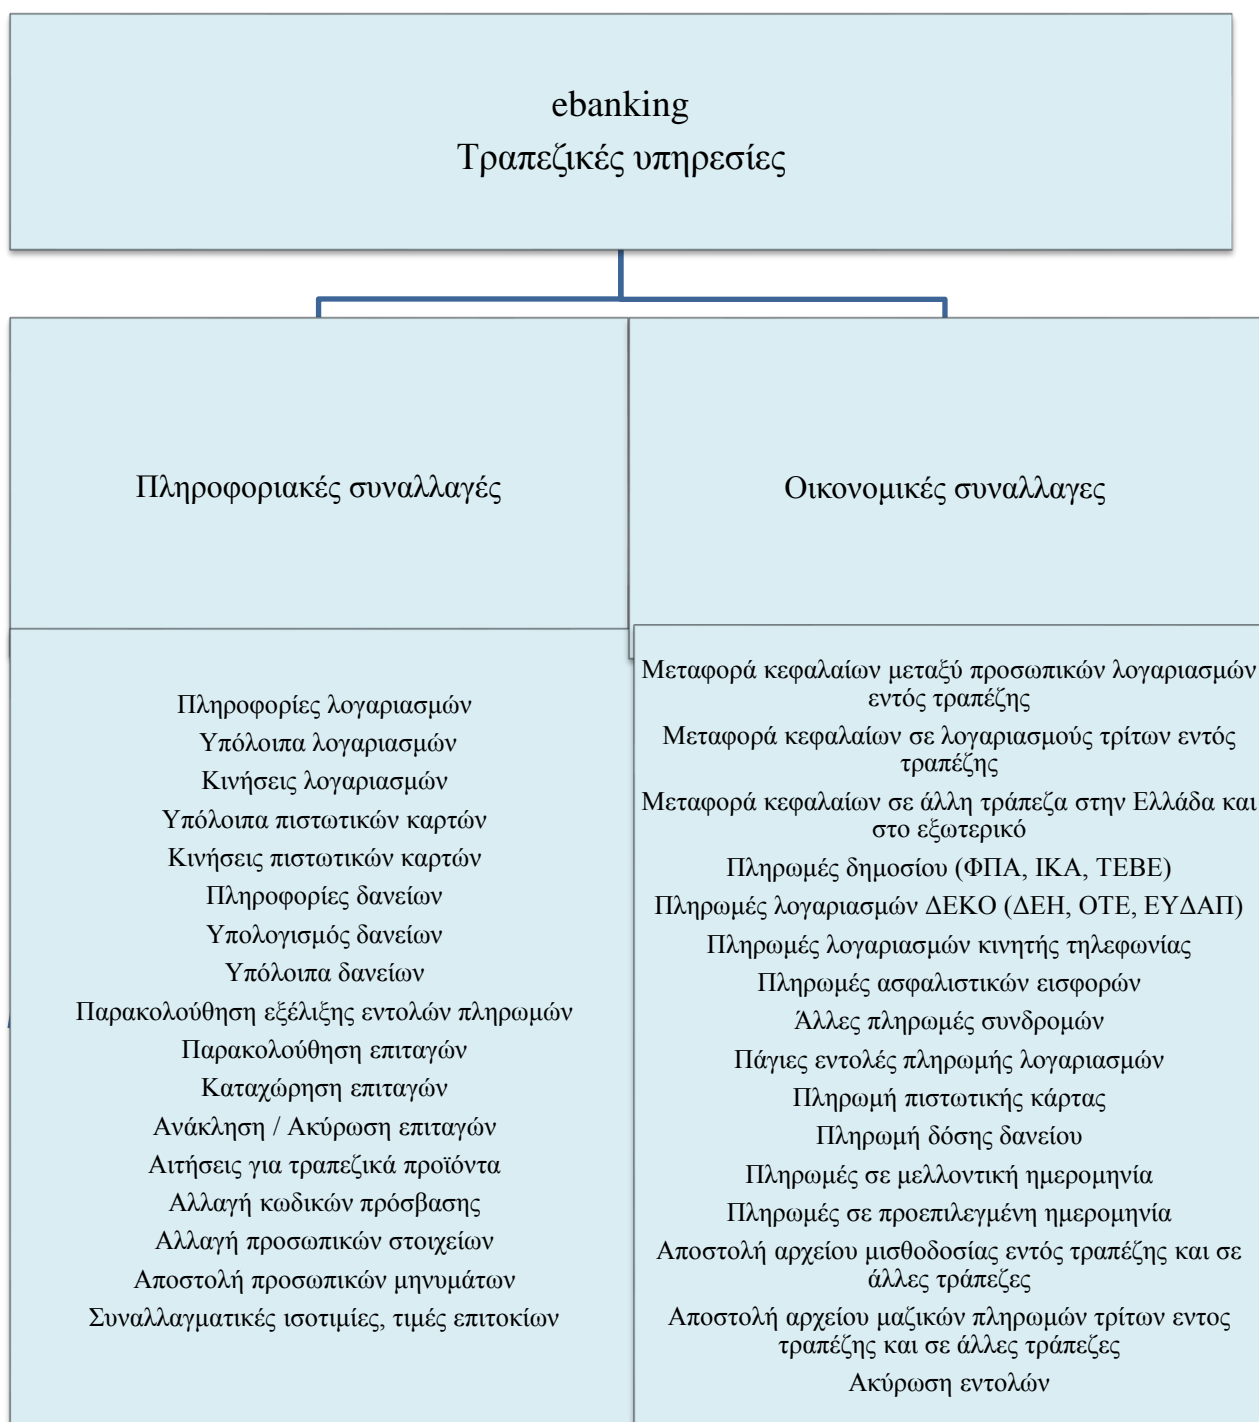 ebanking
Τραπεζικές υπηρεσίες
Πληροφοριακές συναλλαγές
Οικονομικές συναλλαγες
Πληροφορίες λογαριασμών
Υπόλοιπα λογαριασμών
Κινήσεις λογαριασμών
Υπόλοιπα πιστωτικών καρτών
Κινήσεις πιστωτικών καρτών
Πληροφορίες δανείων
Υπολογισμός δανείων
Υπόλοιπα δανείων
Παρακολούθηση εξέλιξης εντολών πληρωμών
Παρακολούθηση επιταγών
Καταχώρηση επιταγών
Ανάκληση / Ακύρωση επιταγών
Αιτήσεις για τραπεζικά προϊόντα
Αλλαγή κωδικών πρόσβασης
Αλλαγή προσωπικών στοιχείων
Αποστολή προσωπικών μηνυμάτων
Συναλλαγματικές ισοτιμίες, τιμές επιτοκίων
Μεταφορά κεφαλαίων μεταξύ προσωπικών λογαριασμών
εντός τραπέζης
Μεταφορά κεφαλαίων σε λογαριασμούς τρίτων εντός
τραπέζης
Μεταφορά κεφαλαίων σε άλλη τράπεζα στην Ελλάδα και
στο εξωτερικό
Πληρωμές δημοσίου (ΦΠΑ, ΙΚΑ, ΤΕΒΕ)
Πληρωμές λογαριασμών ΔΕΚΟ (ΔΕΗ, ΟΤΕ, ΕΥΔΑΠ)
Πληρωμές λογαριασμών κινητής τηλεφωνίας
Πληρωμές ασφαλιστικών εισφορών
Άλλες πληρωμές συνδρομών
Πάγιες εντολές πληρωμής λογαριασμών
Πληρωμή πιστωτικής κάρτας
Πληρωμή δόσης δανείου
Πληρωμές σε μελλοντική ημερομηνία
Πληρωμές σε προεπιλεγμένη ημερομηνία
Αποστολή αρχείου μισθοδοσίας εντός τραπέζης και σε
άλλες τράπεζες
Αποστολή αρχείου μαζικών πληρωμών τρίτων εντος
τραπέζης και σε άλλες τράπεζες
Ακύρωση εντολών